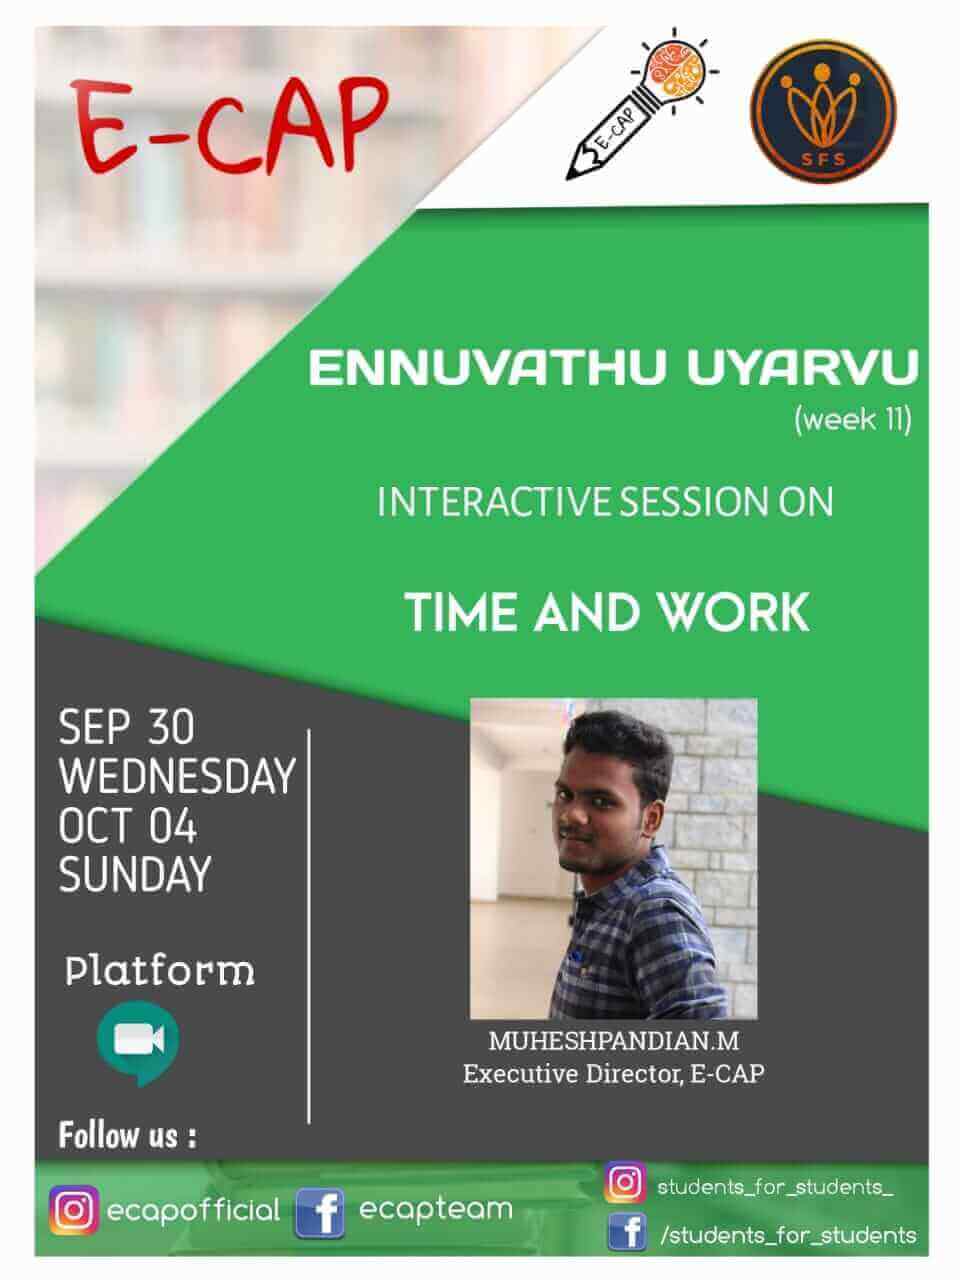 E-CAP
E-CAP
SFS
ENNUVATHU UYARVU
(week 11)
INTERACTIVE SESSION ON
TIME AND WORK
SEP 30
WEDNESDAY
OCT 04
SUNDAY
Platform
MUHESHPANDIAN.M
Executive Director, E-CAP
Follow us :
ecapofficial
ecapteam
students_for_students_
/students_for_students